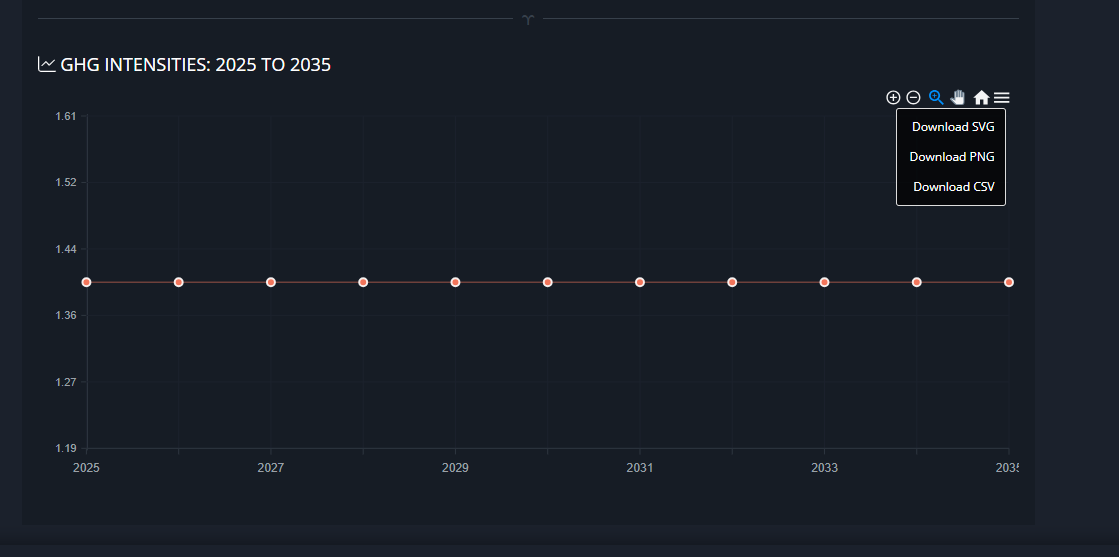 GHG INTENSITIES: 2025 TO 2035
Download SVG
Download PNG
Download CSV
1.61
1.52
1.44
1.36
1.27
1.19
2025 2027 2029 2031 2033 2035